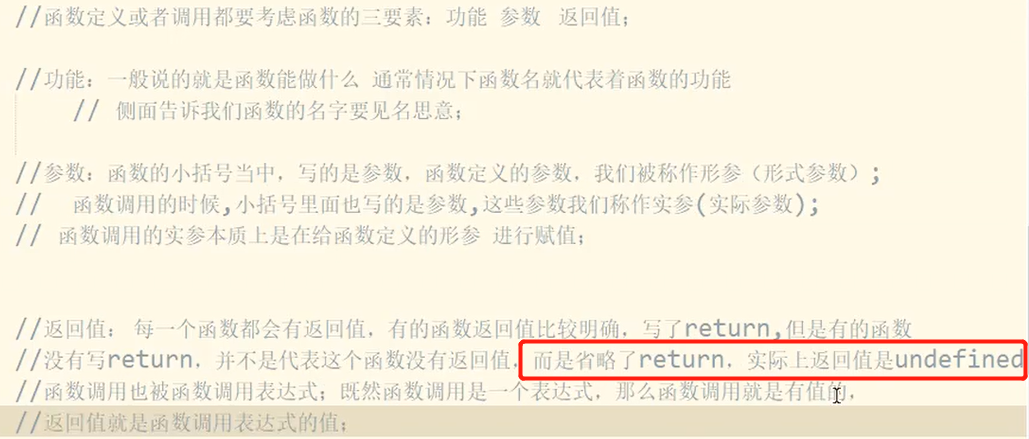 //函数定义或者调用都要考虑函数的三要素：功能 参数 返回值；
//功能：一般说的就是函数能做什么 通常情况下函数名就代表着函数的功能
// 侧面告诉我们函数的名字要见名思意；
//参数：函数的小括号当中，写的是参数，函数定义的参数，我们被称作形参（形式参数）;
// 函数调用的时候,小括号里面也写的是参数,这些参数我们称作实参(实际参数);
// 函数调用的实参本质上是在给函数定义的形参 进行赋值；
//返回值： 每一个函数都会有返回值，有的函数返回值比较明确，写了return,但是有的函数
//没有写return，并不是代表这个函数没有返回值，而是省略了return，实际上返回值是undefined
//函数调用也被函数调用表达式；既然函数调用是一个表达式，那么函数调用就是有值的，
//返回值就是函数调用表达式的值；